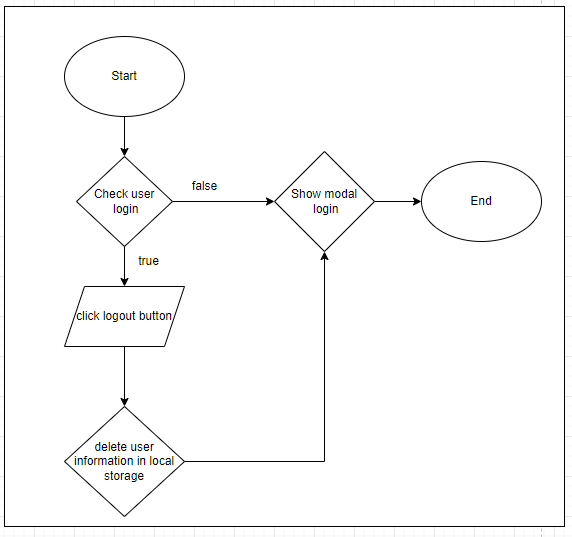 Start
Check user
login
false
Show modal
login
End
true
click logout button
delete user
information in local
storage